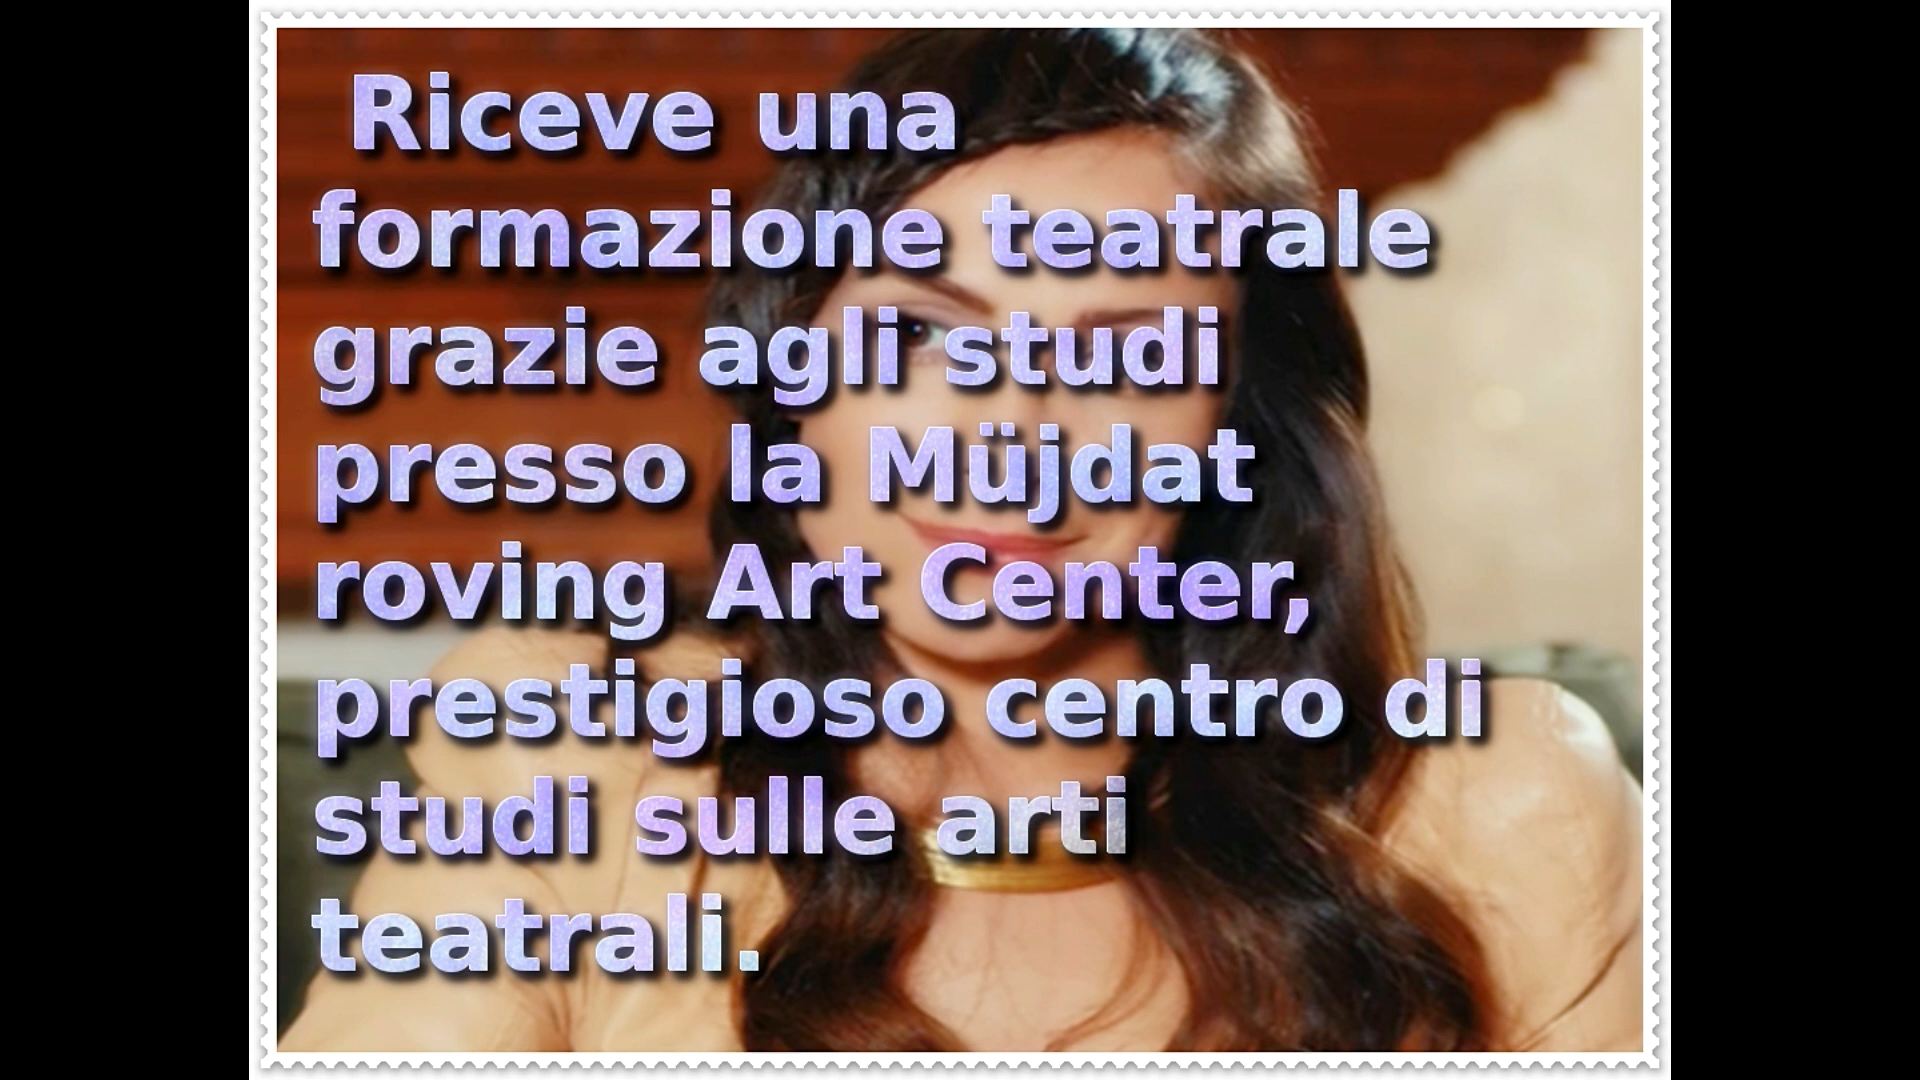 Riceve una
formazione teatrale
grazie agli studi
presso la Müjdat
roving Art Center,
prestigioso centro di
studi sulle arti
teatrali.